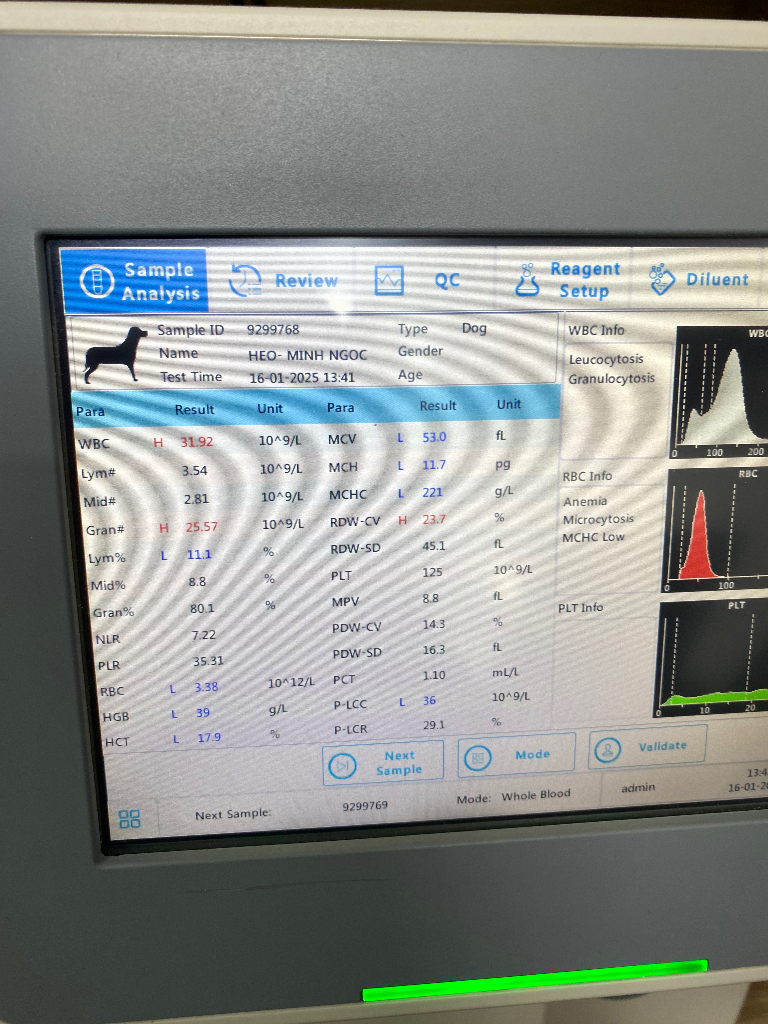 Sample Analysis
Review
QC
Reagent Setup
Diluent
Sample ID 9299768 Type Dog
Name HEO- MINH NGOC Gender
Test Time 16-01-2025 13:41 Age
Para Result Unit Para Result Unit
WBC H 31.92 10^9/L MCV L 53.0 fL
Lym# 3.54 10^9/L MCH L 11.7 pg
Mid# 2.81 10^9/L MCHC L 221 g/L
Gran# H 25.57 10^9/L RDW-CV H 23.7 %
Lym% L 11.1 % RDW-SD 45.1 fL
Mid% 8.8 % PLT 125 10^9/L
Gran% 80.1 % MPV 8.8 fL
NLR 7.22 PDW-CV 14.3 %
PLR 35.31 PDW-SD 16.3 fL
RBC L 3.38 10^12/L PCT 1.10 mL/L
HGB L 39 g/L P-LCC L 36 10^9/L
HCT L 17.9 % P-LCR 29.1 %
WBC Info
Leucocytosis
Granulocytosis
WBC
0 100 200
RBC Info
Anemia
Microcytosis
MCHC Low
RBC
0 100
PLT Info
PLT
0 10 20
Next Sample
Mode
Validate
Next Sample: 9299769 Mode: Whole Blood admin
13:4
16-01-20